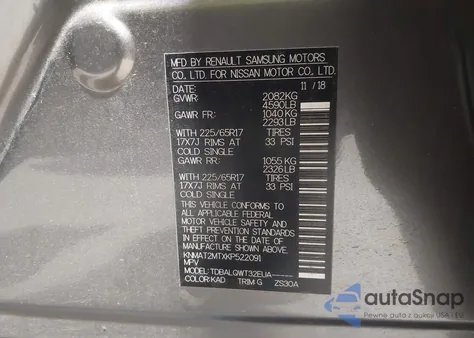 MFD BY RENAULT SAMSUNG MOTORS
CO., LTD. FOR NISSAN MOTOR CO., LTD.
DATE: 11 / 18
GVWR: 2082KG
4590LB
GAWR FR: 1040KG
2293LB
WITH 225/65R17 TIRES
17X7J RIMS AT 33 PSI
COLD SINGLE
GAWR RR: 1055KG
2326LB
WITH 225/65R17 TIRES
17X7J RIMS AT 33 PSI
COLD SINGLE
THIS VEHICLE CONFORMS TO
ALL APPLICABLE FEDERAL
MOTOR VEHICLE SAFETY AND
THEFT PREVENTION STANDARDS
IN EFFECT ON THE DATE OF
MANUFACTURE SHOWN ABOVE.
KNMAT2MTXKP522091
MPV
MODEL: TDBALQWT32EUA-----
COLOR: KAD TRIM: G ZS30A
autoSnap
Pewne auta z USA i EU